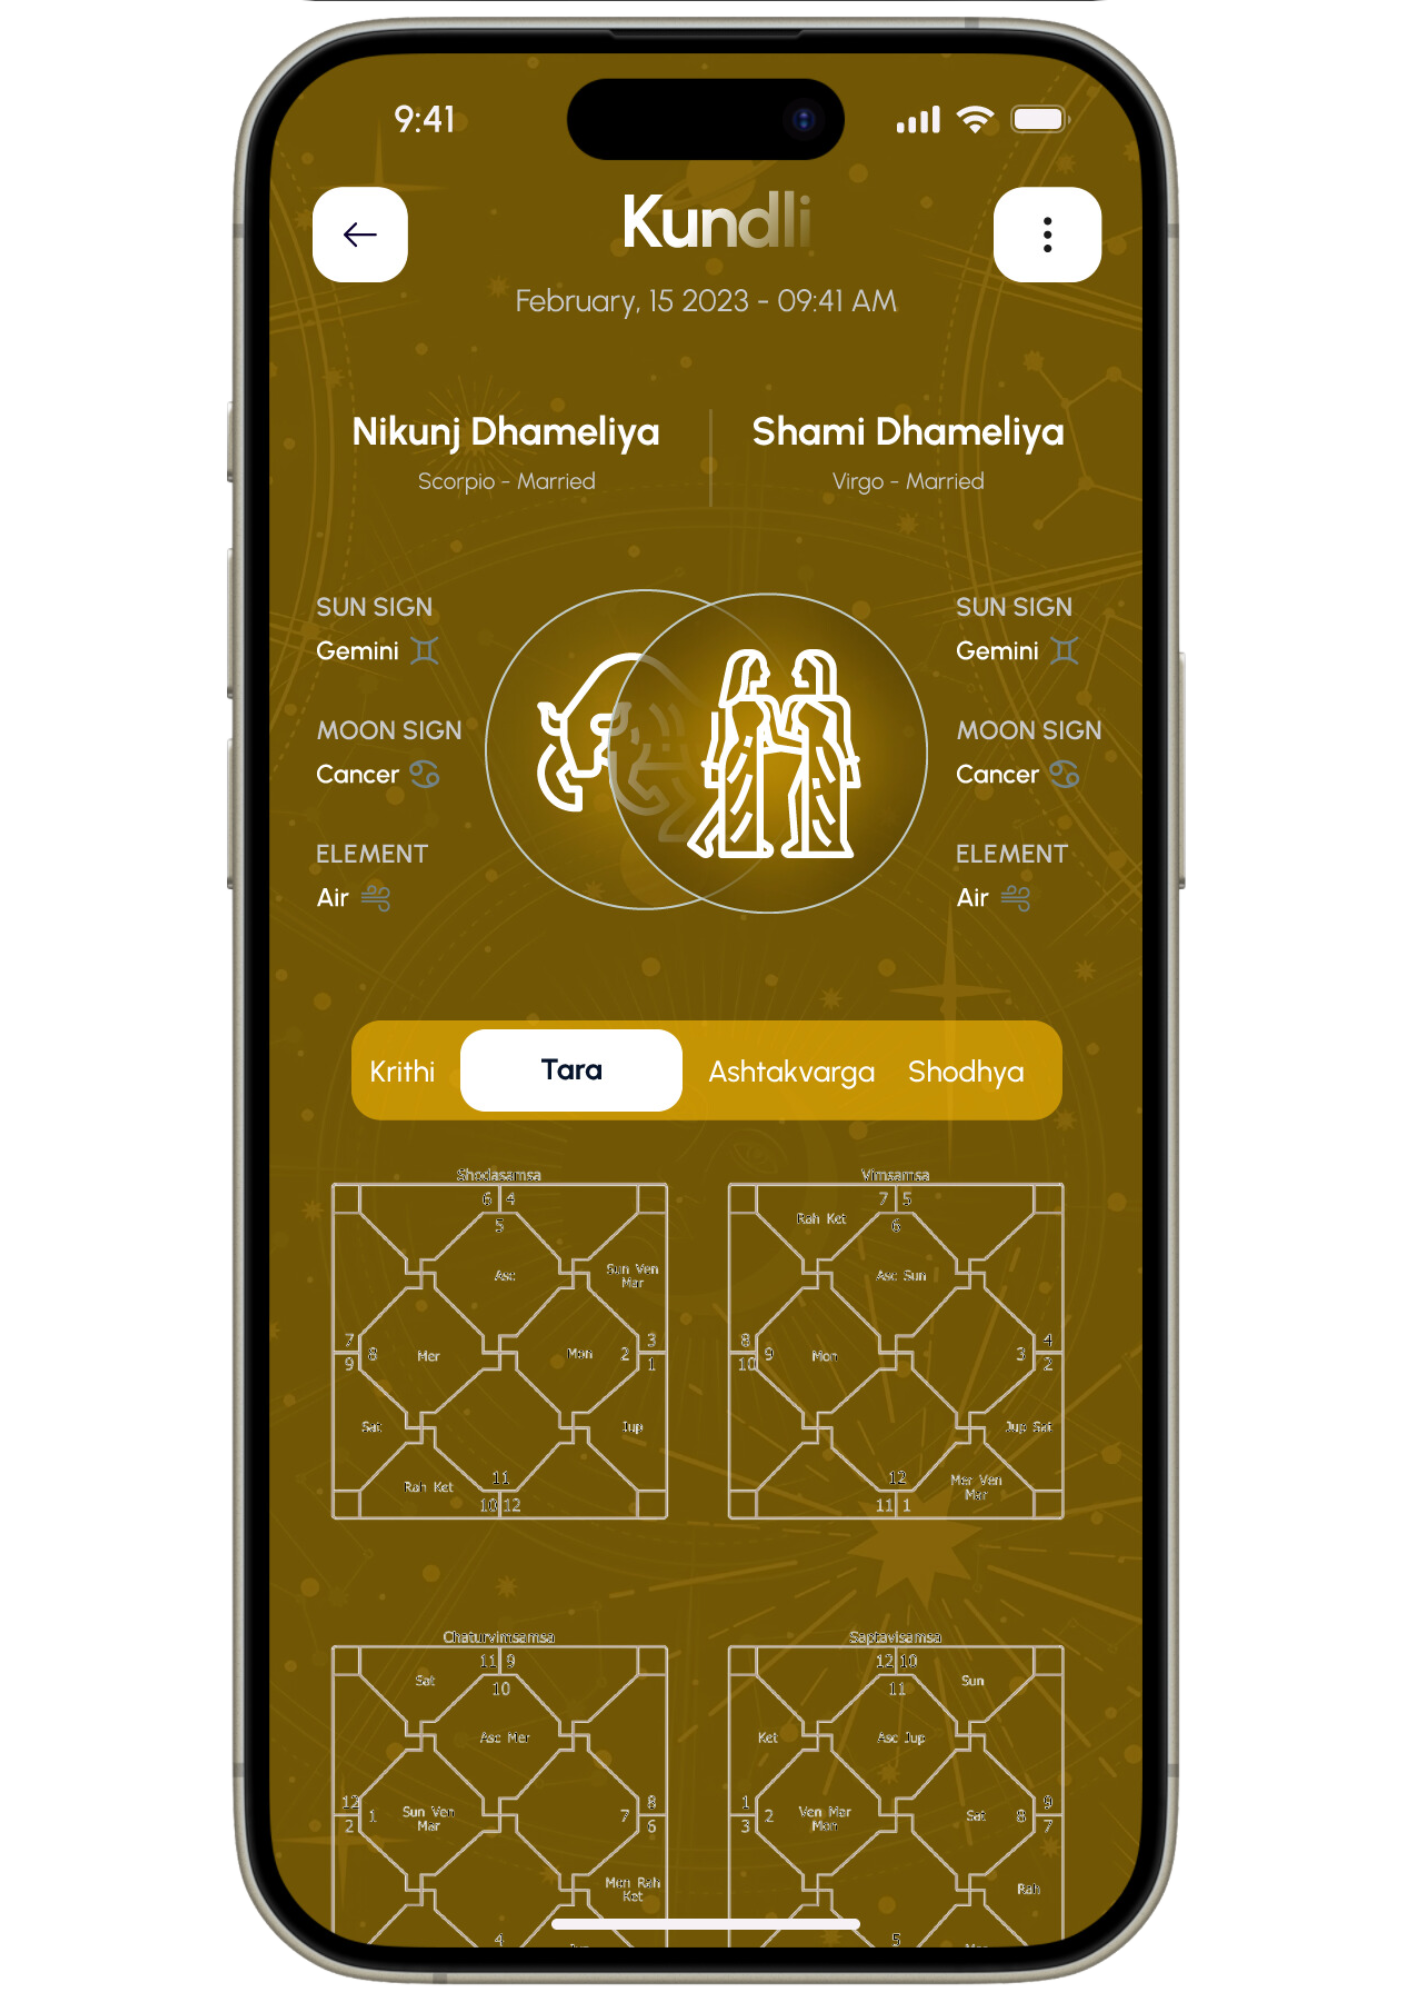 9:41
Kundli
February, 15 2023 - 09:41 AM
Nikunj Dhameliya
Scorpio - Married
Shami Dhameliya
Virgo - Married
SUN SIGN
Gemini
MOON SIGN
Cancer
ELEMENT
Air
SUN SIGN
Gemini
MOON SIGN
Cancer
ELEMENT
Air
Krithi Tara Ashtakvarga Shodhya
Shodasamsa
6 4
5
Asc
Sun Ven
Mar
7
8 Mer
9
Mon 2
3
1
Sat
Jup
Rah Ket
11
10 12
Vimsamsa
7 5
Rah Ket
6
Asc Sun
8
9 Mon
10
3
4
2
Jup Sat
Mer Ven
Mar
12
11 1
Chaturvimsamsa
11 9
Sat
10
Asc Mer
12
1
2
Sun Ven
Mar
7
8
6
Mon Rah
Ket
4
Saptavisamsa
12 10
Sun
11
Ket
Asc Jup
1
2
3
Ven Mar
Mon
Sat 8
9
7
Rah
5